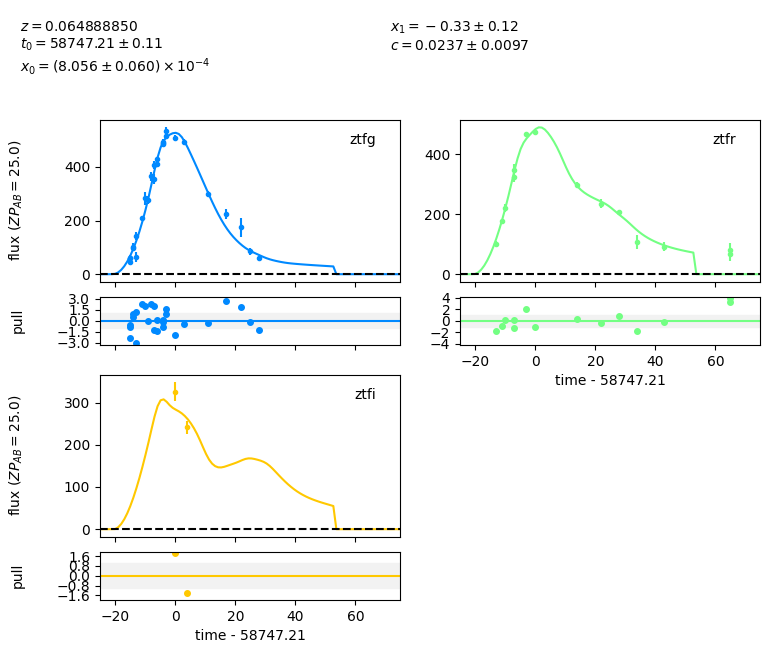 z = 0.064888850
t₀ = 58747.21 ± 0.11
x₀ = (8.056 ± 0.060) × 10⁻⁴
x₁ = −0.33 ± 0.12
c = 0.0237 ± 0.0097
ztfg
flux (ZP_AB = 25.0)
400
200
0
3.0
1.5
0.0
−1.5
−3.0
pull
ztfr
400
200
0
4
2
0
−2
−4
−20 0 20 40 60
time - 58747.21
ztfi
flux (ZP_AB = 25.0)
300
200
100
0
1.6
0.8
0.0
−0.8
−1.6
pull
−20 0 20 40 60
time - 58747.21